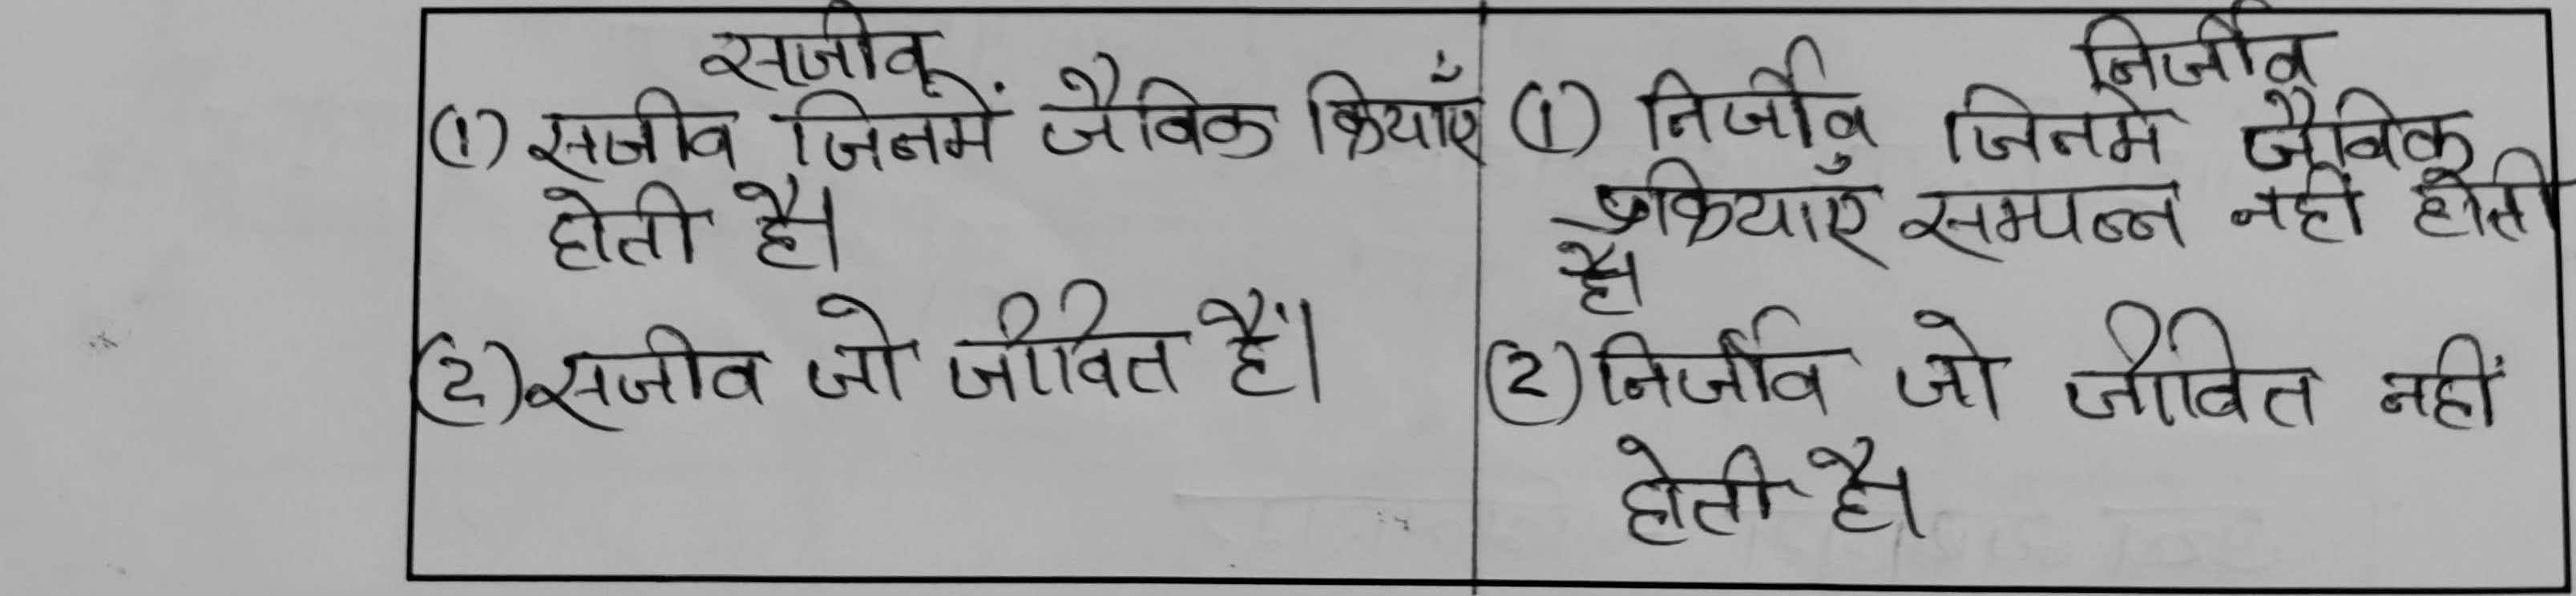 सजीव
(1) सजीव जिनमें जैविक क्रियाएँ
होती है।
(2) सजीव जो जीवित हैं।
निर्जीव
(1) निर्जीव जिनमे जैविक
प्रक्रियाएँ सम्पन्न नहीं होती
है।
(2) निर्जीव जो जीवित नहीं
होती है।